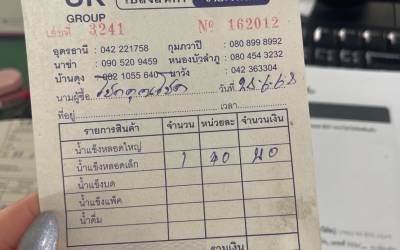 GROUP
เล่มที่ 3241 № 162012
อุดรธานี : 042 221758 กุมภวาปี : 080 899 8992
นาข่า : 090 520 9459 หนองบัวลำภู : 080 454 3232
บ้านดุง : 082 1055 640 นาวัง : 042 363304
นามผู้ซื้อ วันที่
ที่อยู่ เวลา
รายการสินค้า จำนวน หน่วยละ จำนวนเงิน
น้ำแข็งหลอดใหญ่
น้ำแข็งหลอดเล็ก 1 40 40
น้ำแข็งบด
น้ำแข็งแพ็ค
น้ำดื่ม
รวมเงิน